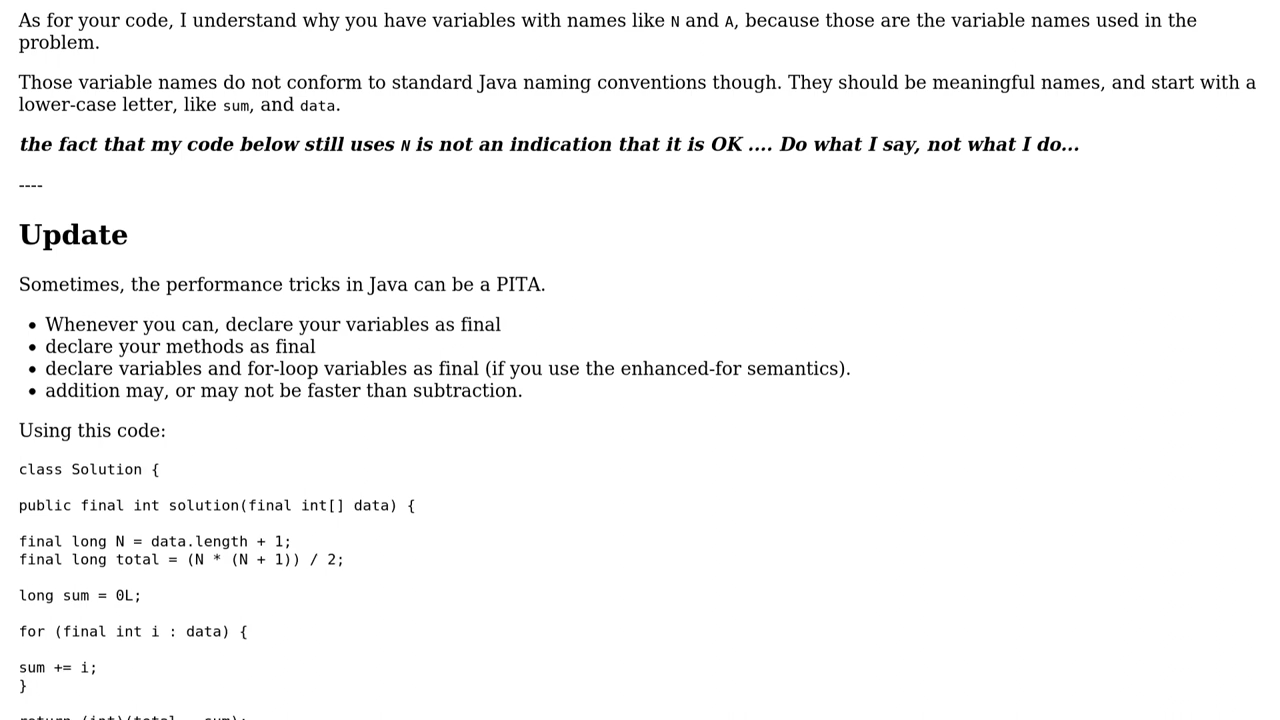 As for your code, I understand why you have variables with names like N and A, because those are the variable names used in the
problem.
Those variable names do not conform to standard Java naming conventions though. They should be meaningful names, and start with a
lower-case letter, like sum, and data.
the fact that my code below still uses N is not an indication that it is OK .... Do what I say, not what I do...
----
Update
Sometimes, the performance tricks in Java can be a PITA.
• Whenever you can, declare your variables as final
• declare your methods as final
• declare variables and for-loop variables as final (if you use the enhanced-for semantics).
• addition may, or may not be faster than subtraction.
Using this code:
class Solution {
public final int solution(final int[] data) {
final long N = data.length + 1;
final long total = (N * (N + 1)) / 2;
long sum = 0L;
for (final int i : data) {
sum += i;
}
return (int)(total - sum);